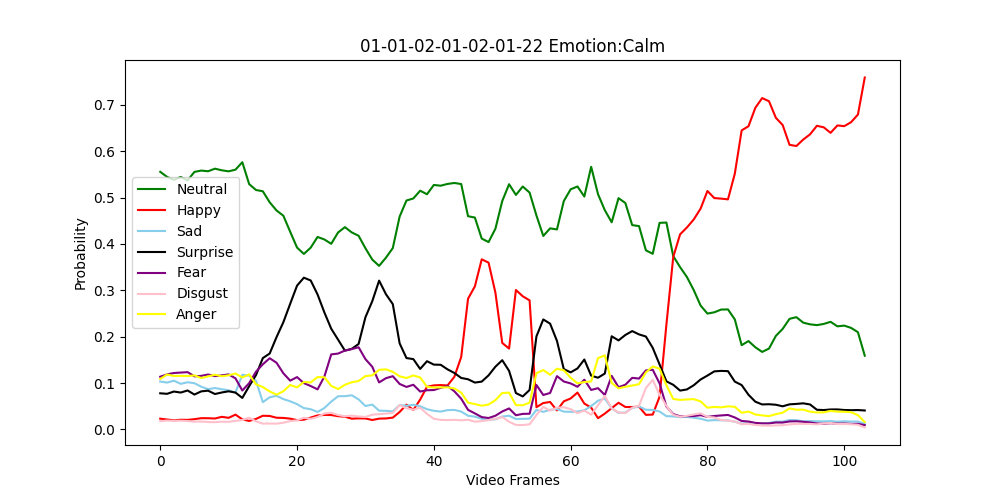 01-01-02-01-02-01-22 Emotion:Calm
Probability
0.7
0.6
0.5
0.4
0.3
0.2
0.1
0.0
Neutral
Happy
Sad
Surprise
Fear
Disgust
Anger
0 20 40 60 80 100
Video Frames